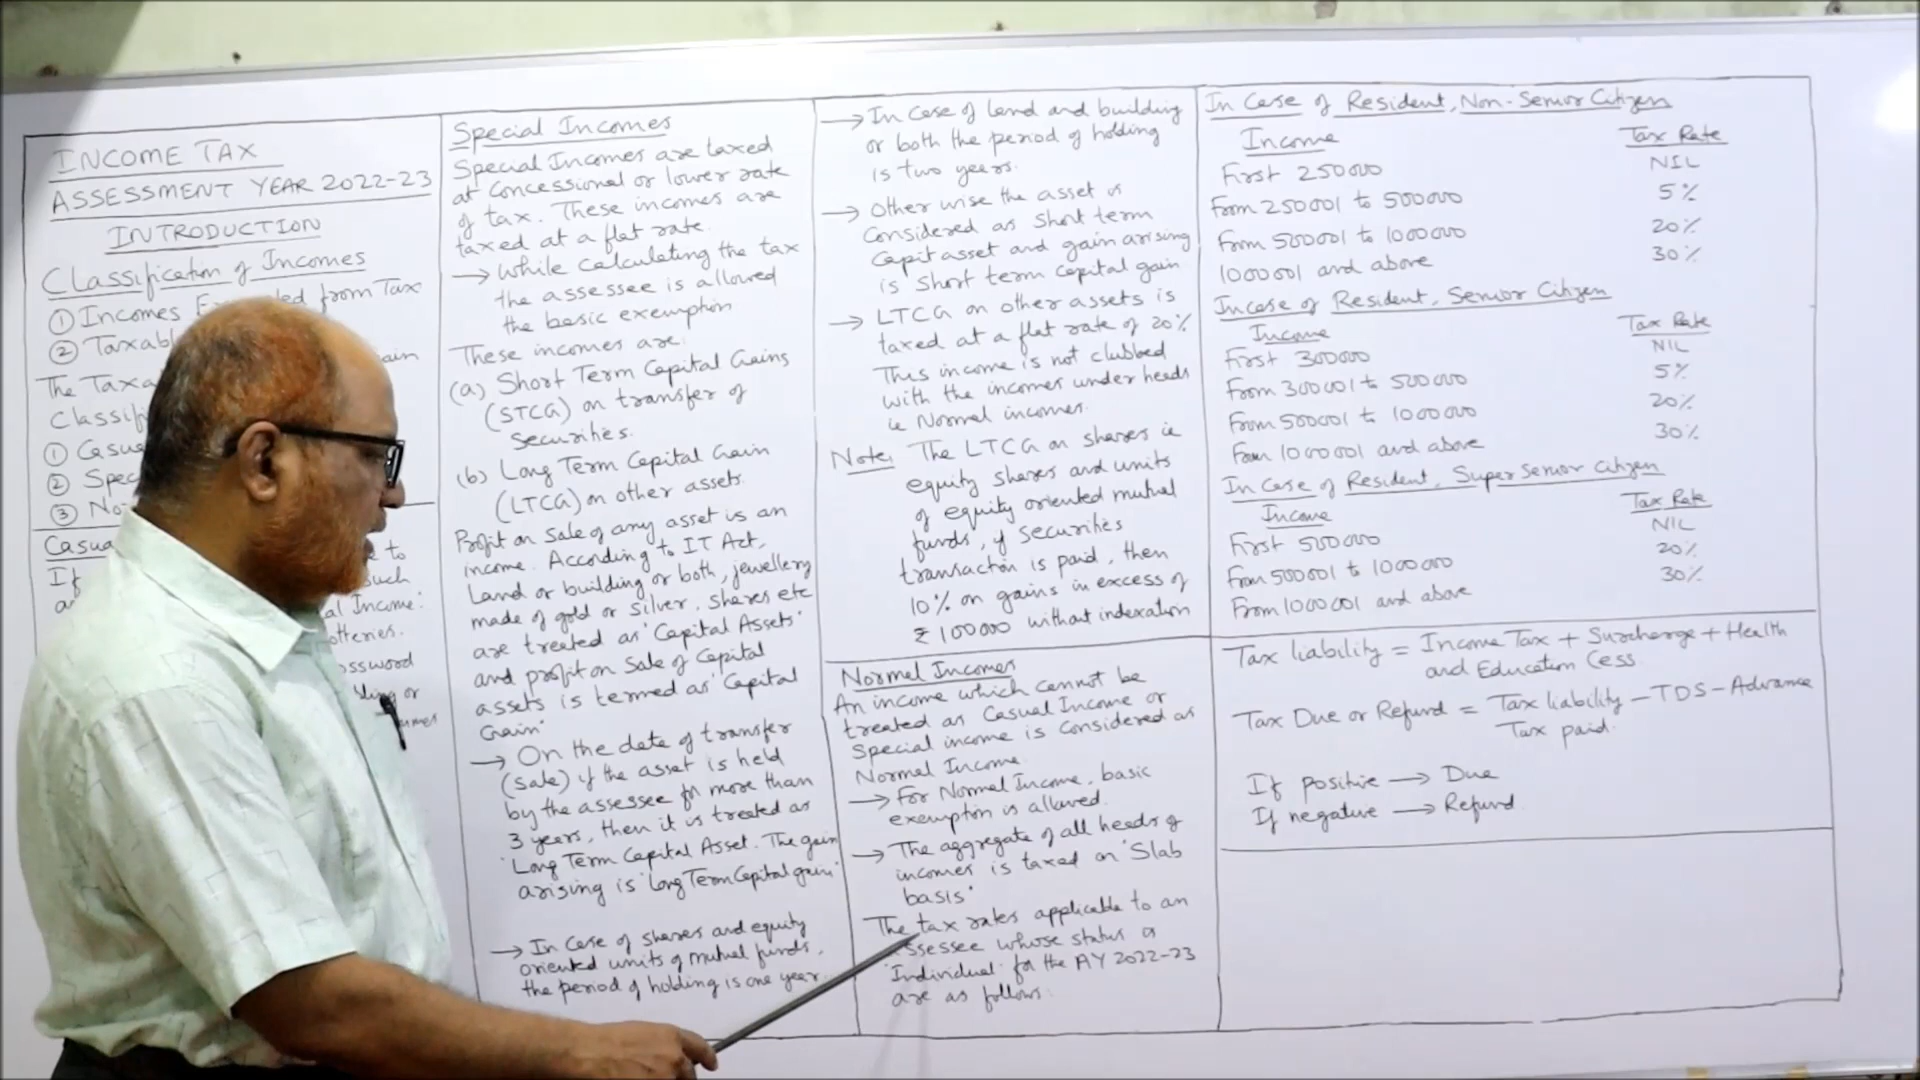 INCOME TAX
ASSESSMENT YEAR 2022-23
INTRODUCTION
Classification of Incomes
① Incomes from Tax
② Taxabl
ain
The Taxa
Classifi
① Casu
② Spec
③ No
Casua
If
to
such
al Income:
otteries.
ossword
or
Special Incomes
Special Incomes are taxed
at concessional or lower rate
of tax. These incomes are
taxed at a flat rate.
→ While calculating the tax
the assessee is allowed
the basic exemption
These incomes are:
(a) Short Term Capital Gains
(STCG) on transfer of
Securities.
(b) Long Term Capital Gain
(LTCG) on other assets.
Profit on sale of any asset is an
income. According to IT Act,
Land or building or both, jewellery
made of gold or silver, shares etc
are treated as 'Capital Assets'
and profit on sale of Capital
assets is termed as 'Capital
Gain'
→ On the date of transfer
(sale) if the asset is held
by the assessee for more than
3 years, then it is treated as
'Long Term Capital Asset. The gain
arising is 'Long Term Capital gain'
→ In case of shares and equity
oriented units of mutual funds,
the period of holding is one year.
→ In case of land and building
or both the period of holding
is two years.
→ Other wise the asset is
considered as short term
capit asset and gain arising
is short term capital gain
→ LTCG on other assets is
taxed at a flat rate of 20%
This income is not clubbed
with the incomes under heads
ie Normal incomes.
Note: The LTCG on shares ie
equity shares and units
of equity oriented mutual
funds, if securities
transaction is paid, then
10% on gains in excess of
₹ 100000 without indexation
Normal Incomes
An income which cannot be
treated as Casual Income or
Special income is considered as
Normal Income.
→ For Normal Income, basic
exemption is allowed.
→ The aggregate of all heads of
incomes is taxed on 'Slab
basis'
The tax rates applicable to an
ssessee whose status is
'Individual' for the AY 2022-23
are as follows:
In Case of Resident, Non-Senior Citizen
Income Tax Rate
First 250000 NIL
From 250001 to 500000 5%
From 500001 to 1000000 20%
1000001 and above 30%
Incase of Resident, Senior Citizen
Income Tax Rate
First 300000 NIL
From 300001 to 500000 5%
From 500001 to 1000000 20%
From 1000001 and above 30%
In Case of Resident, Super Senior Citizen
Income Tax Rate
First 500000 NIL
From 500001 to 1000000 20%
From 1000001 and above 30%
Tax liability = Income Tax + Surcharge + Health
and Education Cess
Tax Due or Refund = Tax liability - TDS - Advance
Tax paid.
If positive → Due
If negative → Refund